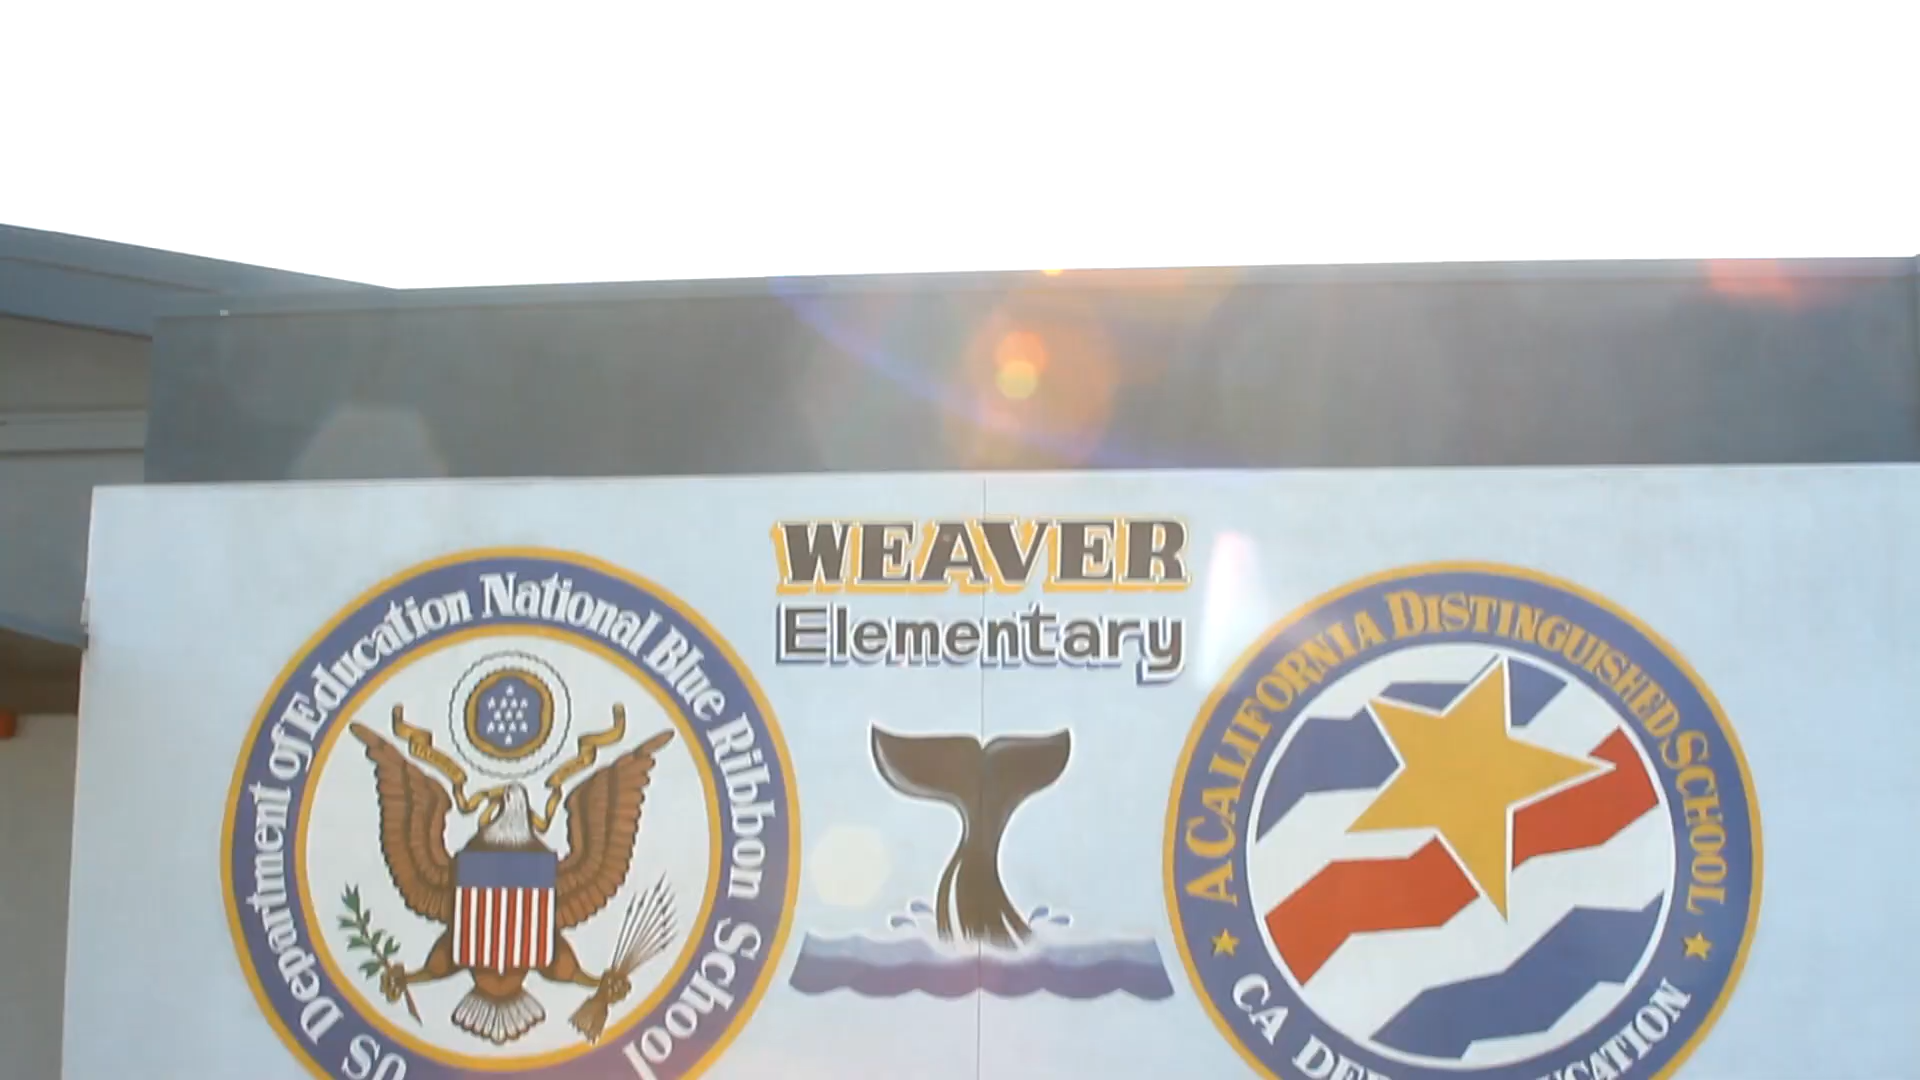 WEAVER
Elementary
US Department of Education National Blue Ribbon School
A CALIFORNIA DISTINGUISHED SCHOOL
CA